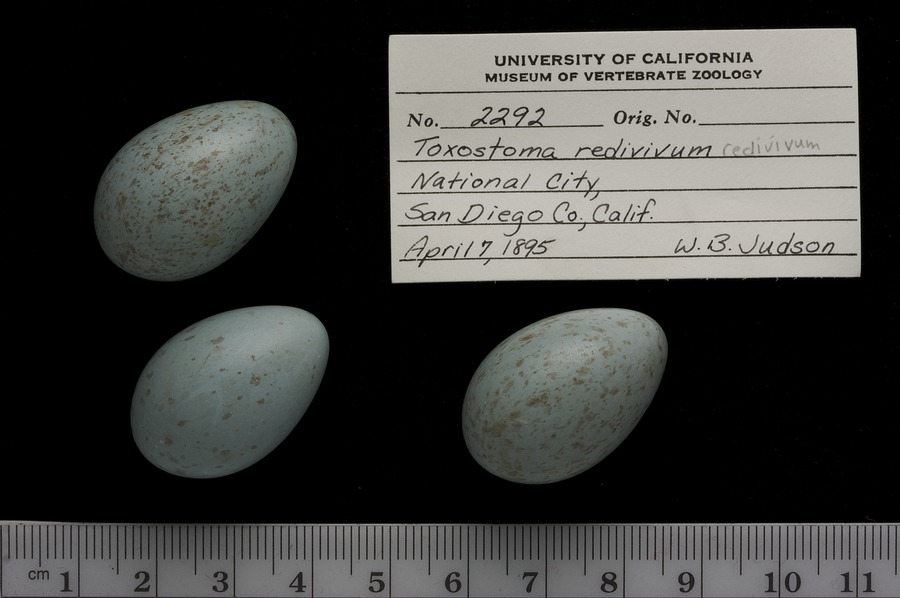 UNIVERSITY OF CALIFORNIA
MUSEUM OF VERTEBRATE ZOOLOGY
No. 2292 Orig. No.
Toxostoma redivivum redivivum
National City,
San Diego Co., Calif.
April 7, 1895 W. B. Judson
cm 1 2 3 4 5 6 7 8 9 10 11